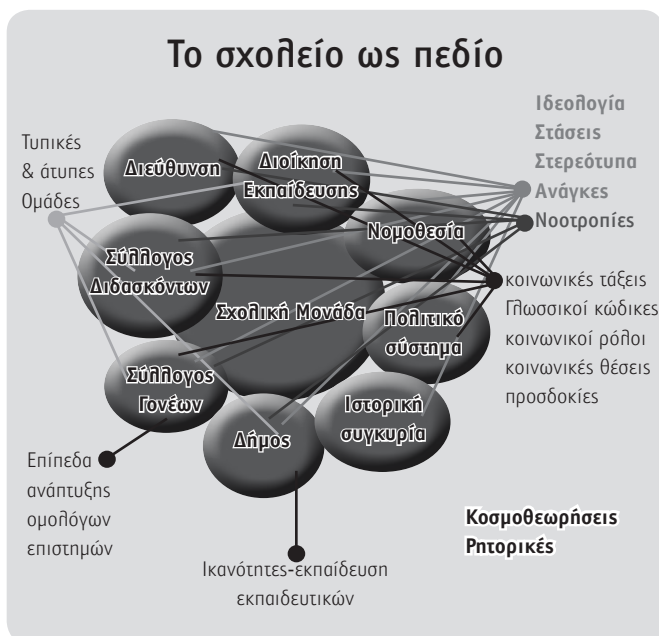 Το σχολείο ως πεδίο
Τυπικές
& άτυπες
Ομάδες
Διεύθυνση
Διοίκηση
Εκπαίδευσης
Ιδεολογία
Στάσεις
Στερεότυπα
Ανάγκες
Νοοτροπίες
Νομοθεσία
Σύλλογος
Διδασκόντων
Σχολική Μονάδα
Πολιτικό
σύστημα
κοινωνικές τάξεις
Γλωσσικοί κώδικες
κοινωνικοί ρόλοι
κοινωνικές θέσεις
προσδοκίες
Σύλλογος
Γονέων
Δήμος
Ιστορική
συγκυρία
Επίπεδα
ανάπτυξης
ομολόγων
επιστημών
Ικανότητες-εκπαίδευση
εκπαιδευτικών
Κοσμοθεωρήσεις
Ρητορικές